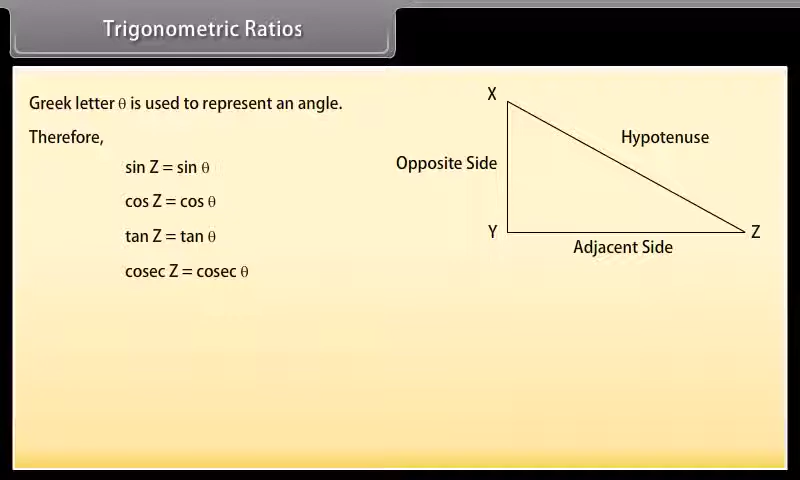 Trigonometric Ratios
Greek letter θ is used to represent an angle.
Therefore,
sin Z = sin θ
cos Z = cos θ
tan Z = tan θ
cosec Z = cosec θ
X
Hypotenuse
Opposite Side
Y
Z
Adjacent Side